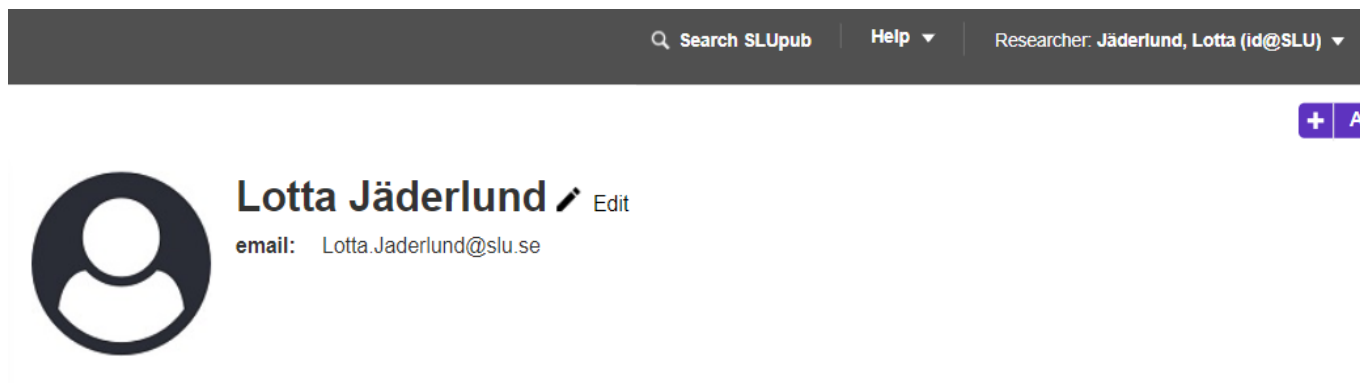 Search SLUpub Help Researcher: Jäderlund, Lotta (id@SLU)
+ A
Lotta Jäderlund Edit
email: Lotta.Jaderlund@slu.se